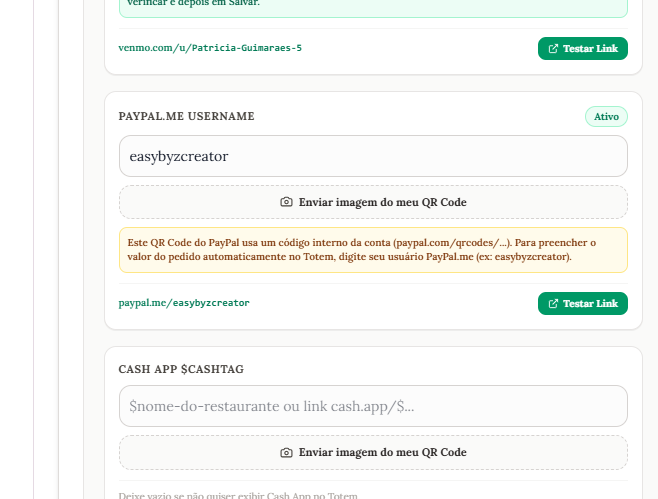 verificar e depois em Salvar.
venmo.com/u/Patricia-Guimaraes-5
Testar Link
PAYPAL.ME USERNAME
Ativo
easybyzcreator
Enviar imagem do meu QR Code
Este QR Code do PayPal usa um código interno da conta (paypal.com/qrcodes/...). Para preencher o
valor do pedido automaticamente no Totem, digite seu usuário PayPal.me (ex: easybyzcreator).
paypal.me/easybyzcreator
Testar Link
CASH APP $CASHTAG
$nome-do-restaurante ou link cash.app/$...
Enviar imagem do meu QR Code
Deixe vazio se não quiser exibir Cash App no Totem.